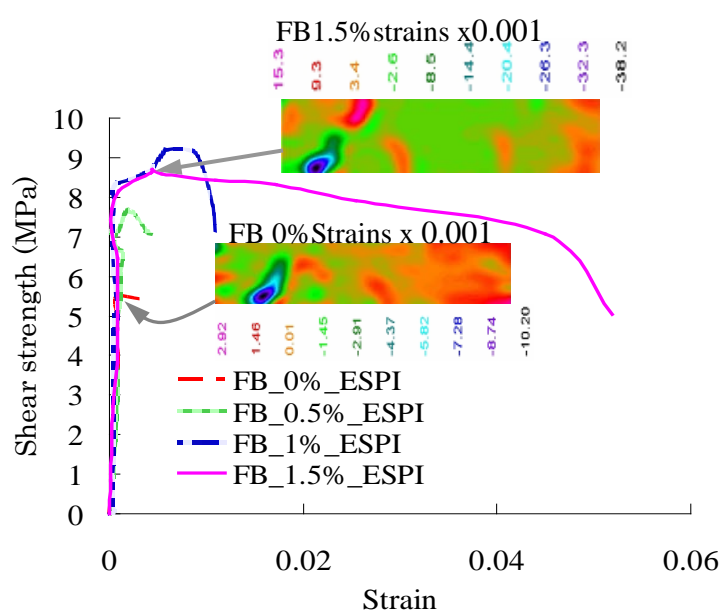 FB1.5% strains x0.001
15.3 9.3 3.4 -2.6 -8.5 -14.4 -20.4 -26.3 -32.3 -38.2
10
9
8
7
6
5
4
3
2
1
0
Shear strength (MPa)
FB 0%Strains x 0.001
2.92 1.46 0.01 -1.45 -2.91 -4.37 -5.82 -7.28 -8.74 -10.20
FB_0%_ESPI
FB_0.5%_ESPI
FB_1%_ESPI
FB_1.5%_ESPI
0 0.02 0.04 0.06
Strain